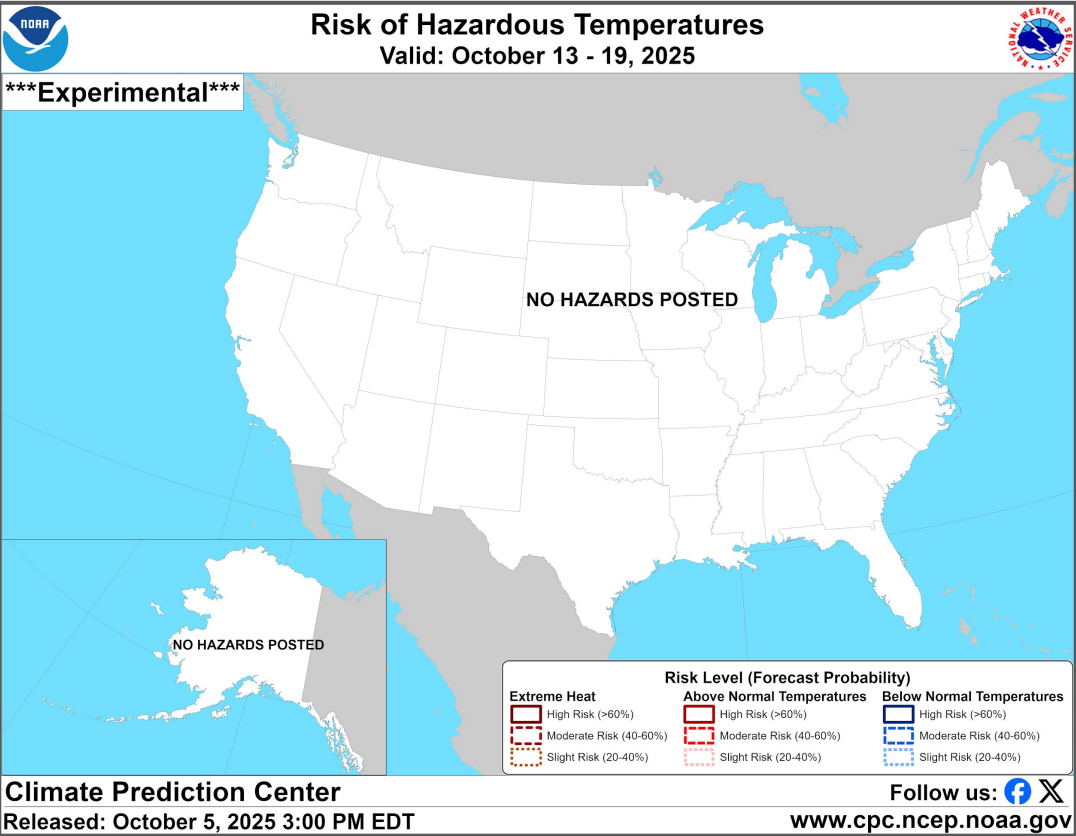 NOAA
Risk of Hazardous Temperatures
Valid: October 13 - 19, 2025
NATIONAL WEATHER SERVICE
***Experimental***
NO HAZARDS POSTED
NO HAZARDS POSTED
Risk Level (Forecast Probability)
Extreme Heat
High Risk (>60%)
Moderate Risk (40-60%)
Slight Risk (20-40%)
Above Normal Temperatures
High Risk (>60%)
Moderate Risk (40-60%)
Slight Risk (20-40%)
Below Normal Temperatures
High Risk (>60%)
Moderate Risk (40-60%)
Slight Risk (20-40%)
Climate Prediction Center
Follow us:
Released: October 5, 2025 3:00 PM EDT
www.cpc.ncep.noaa.gov